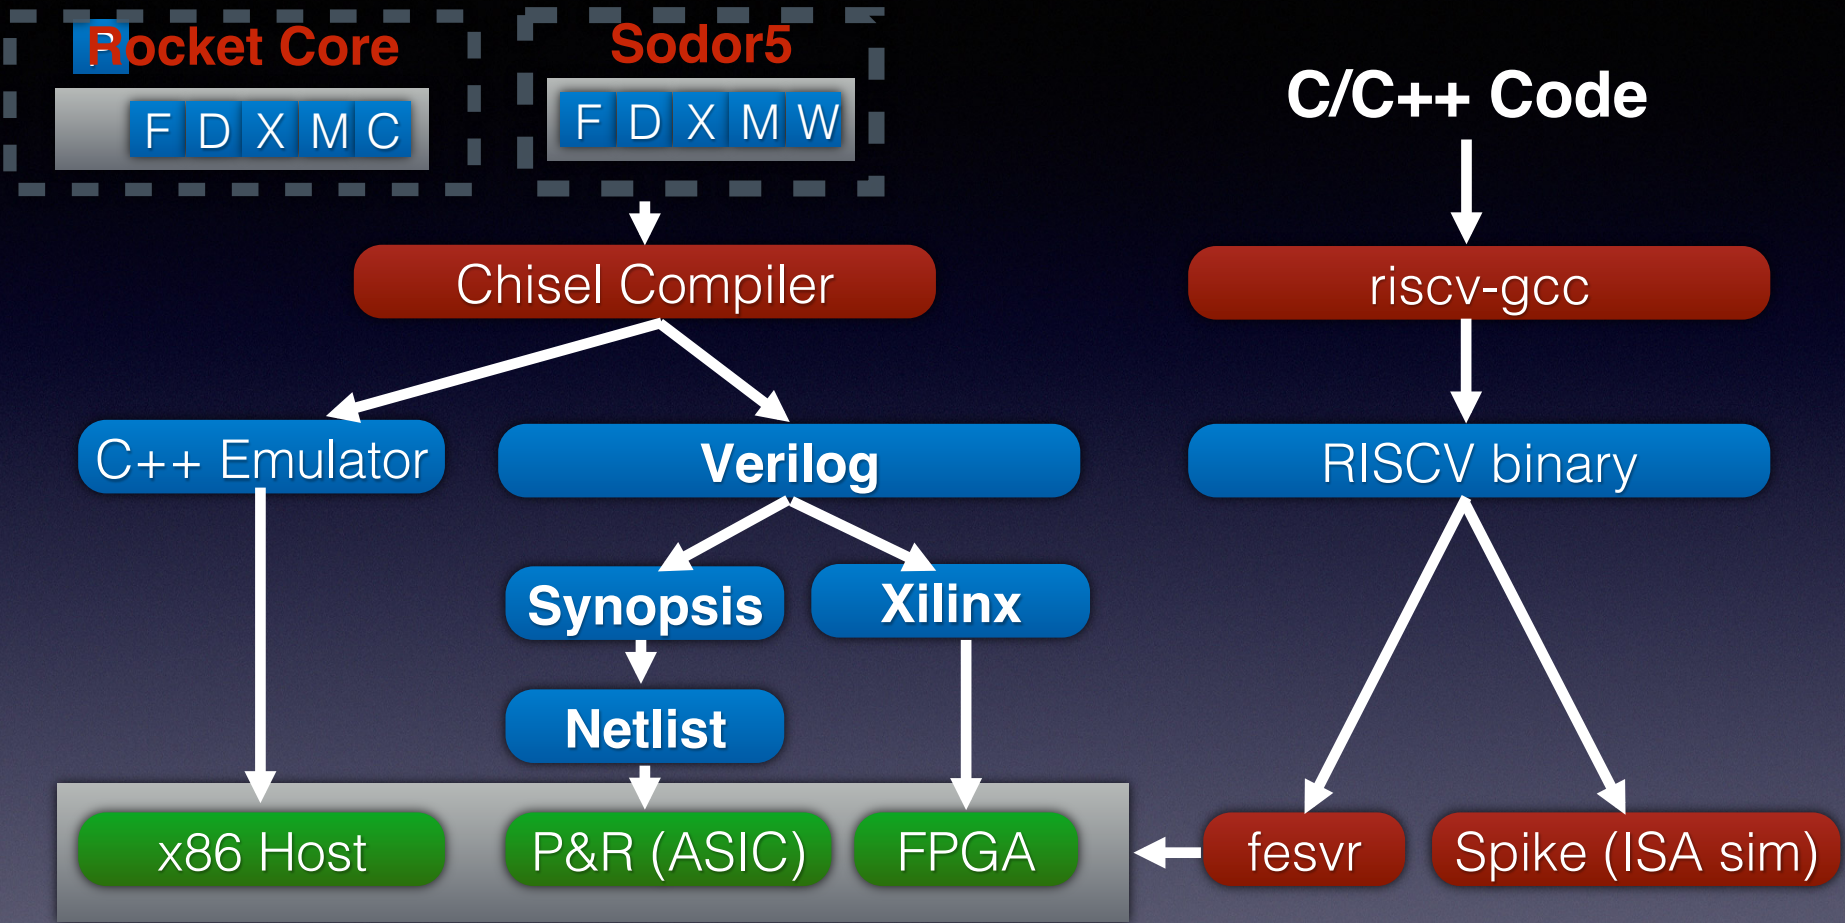 Rocket Core
P
F D X M C
Sodor5
F D X M W
C/C++ Code
Chisel Compiler
riscv-gcc
C++ Emulator
Verilog
RISCV binary
Synopsis
Xilinx
Netlist
x86 Host
P&R (ASIC)
FPGA
fesvr
Spike (ISA sim)